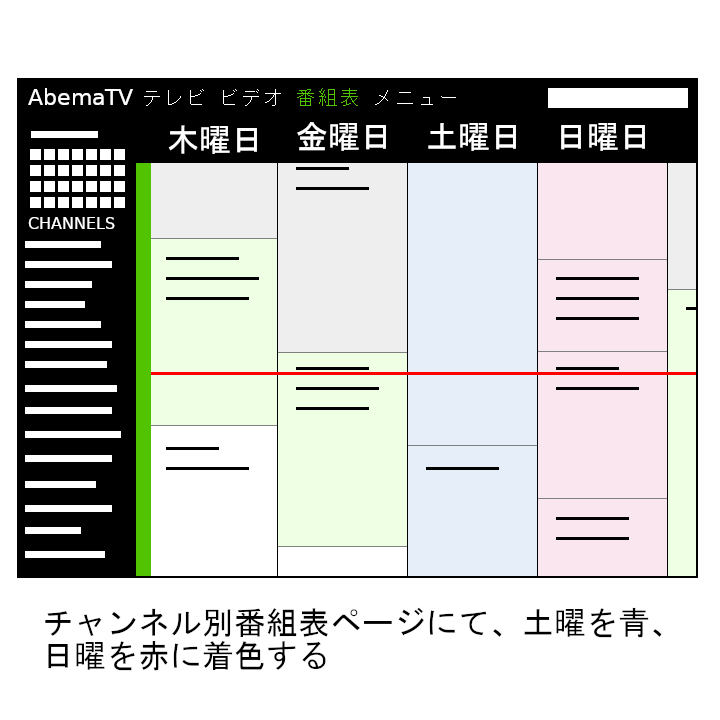 AbemaTV テレビ ビデオ 番組表 メニュー
木曜日 金曜日 土曜日 日曜日
CHANNELS
チャンネル別番組表ページにて、土曜を青、
日曜を赤に着色する